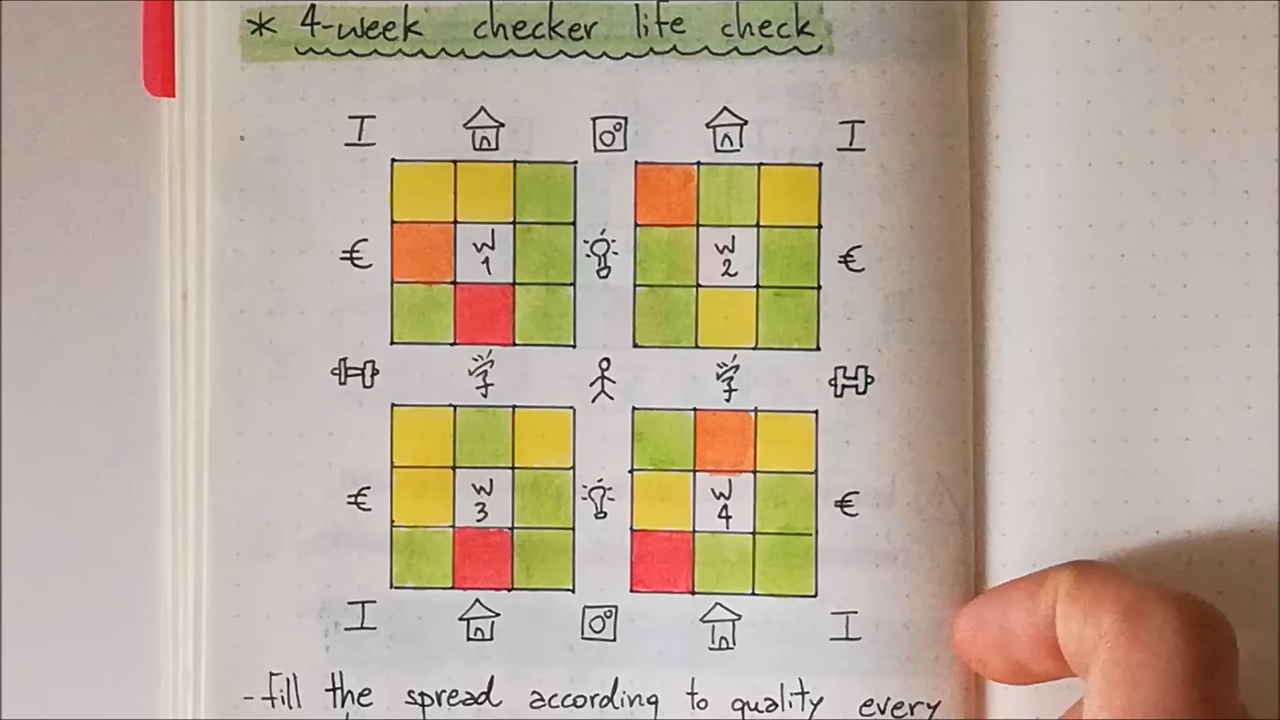 * 4-week checker life check
I I
€ W 1 W 2 €
€ W 3 W 4 €
I I
- fill the spread according to quality every